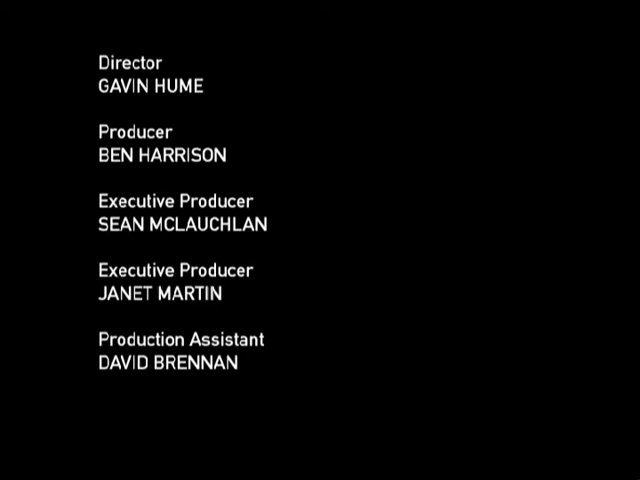 Director
GAVIN HUME
Producer
BEN HARRISON
Executive Producer
SEAN MCLAUCHLAN
Executive Producer
JANET MARTIN
Production Assistant
DAVID BRENNAN